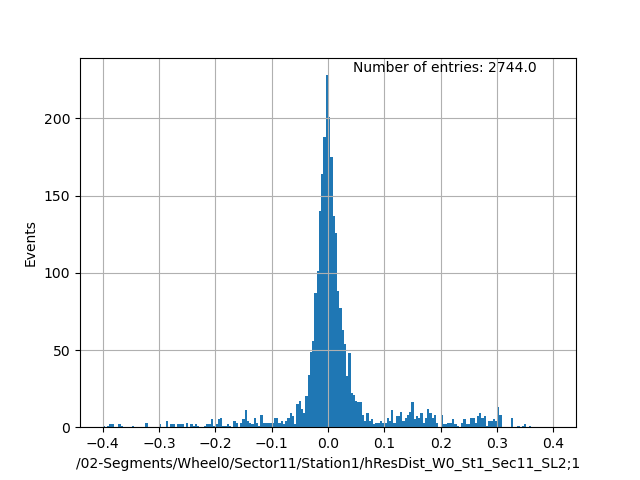 Number of entries: 2744.0
Events
200
150
100
50
0
−0.4 −0.3 −0.2 −0.1 0.0 0.1 0.2 0.3 0.4
/02-Segments/Wheel0/Sector11/Station1/hResDist_W0_St1_Sec11_SL2;1